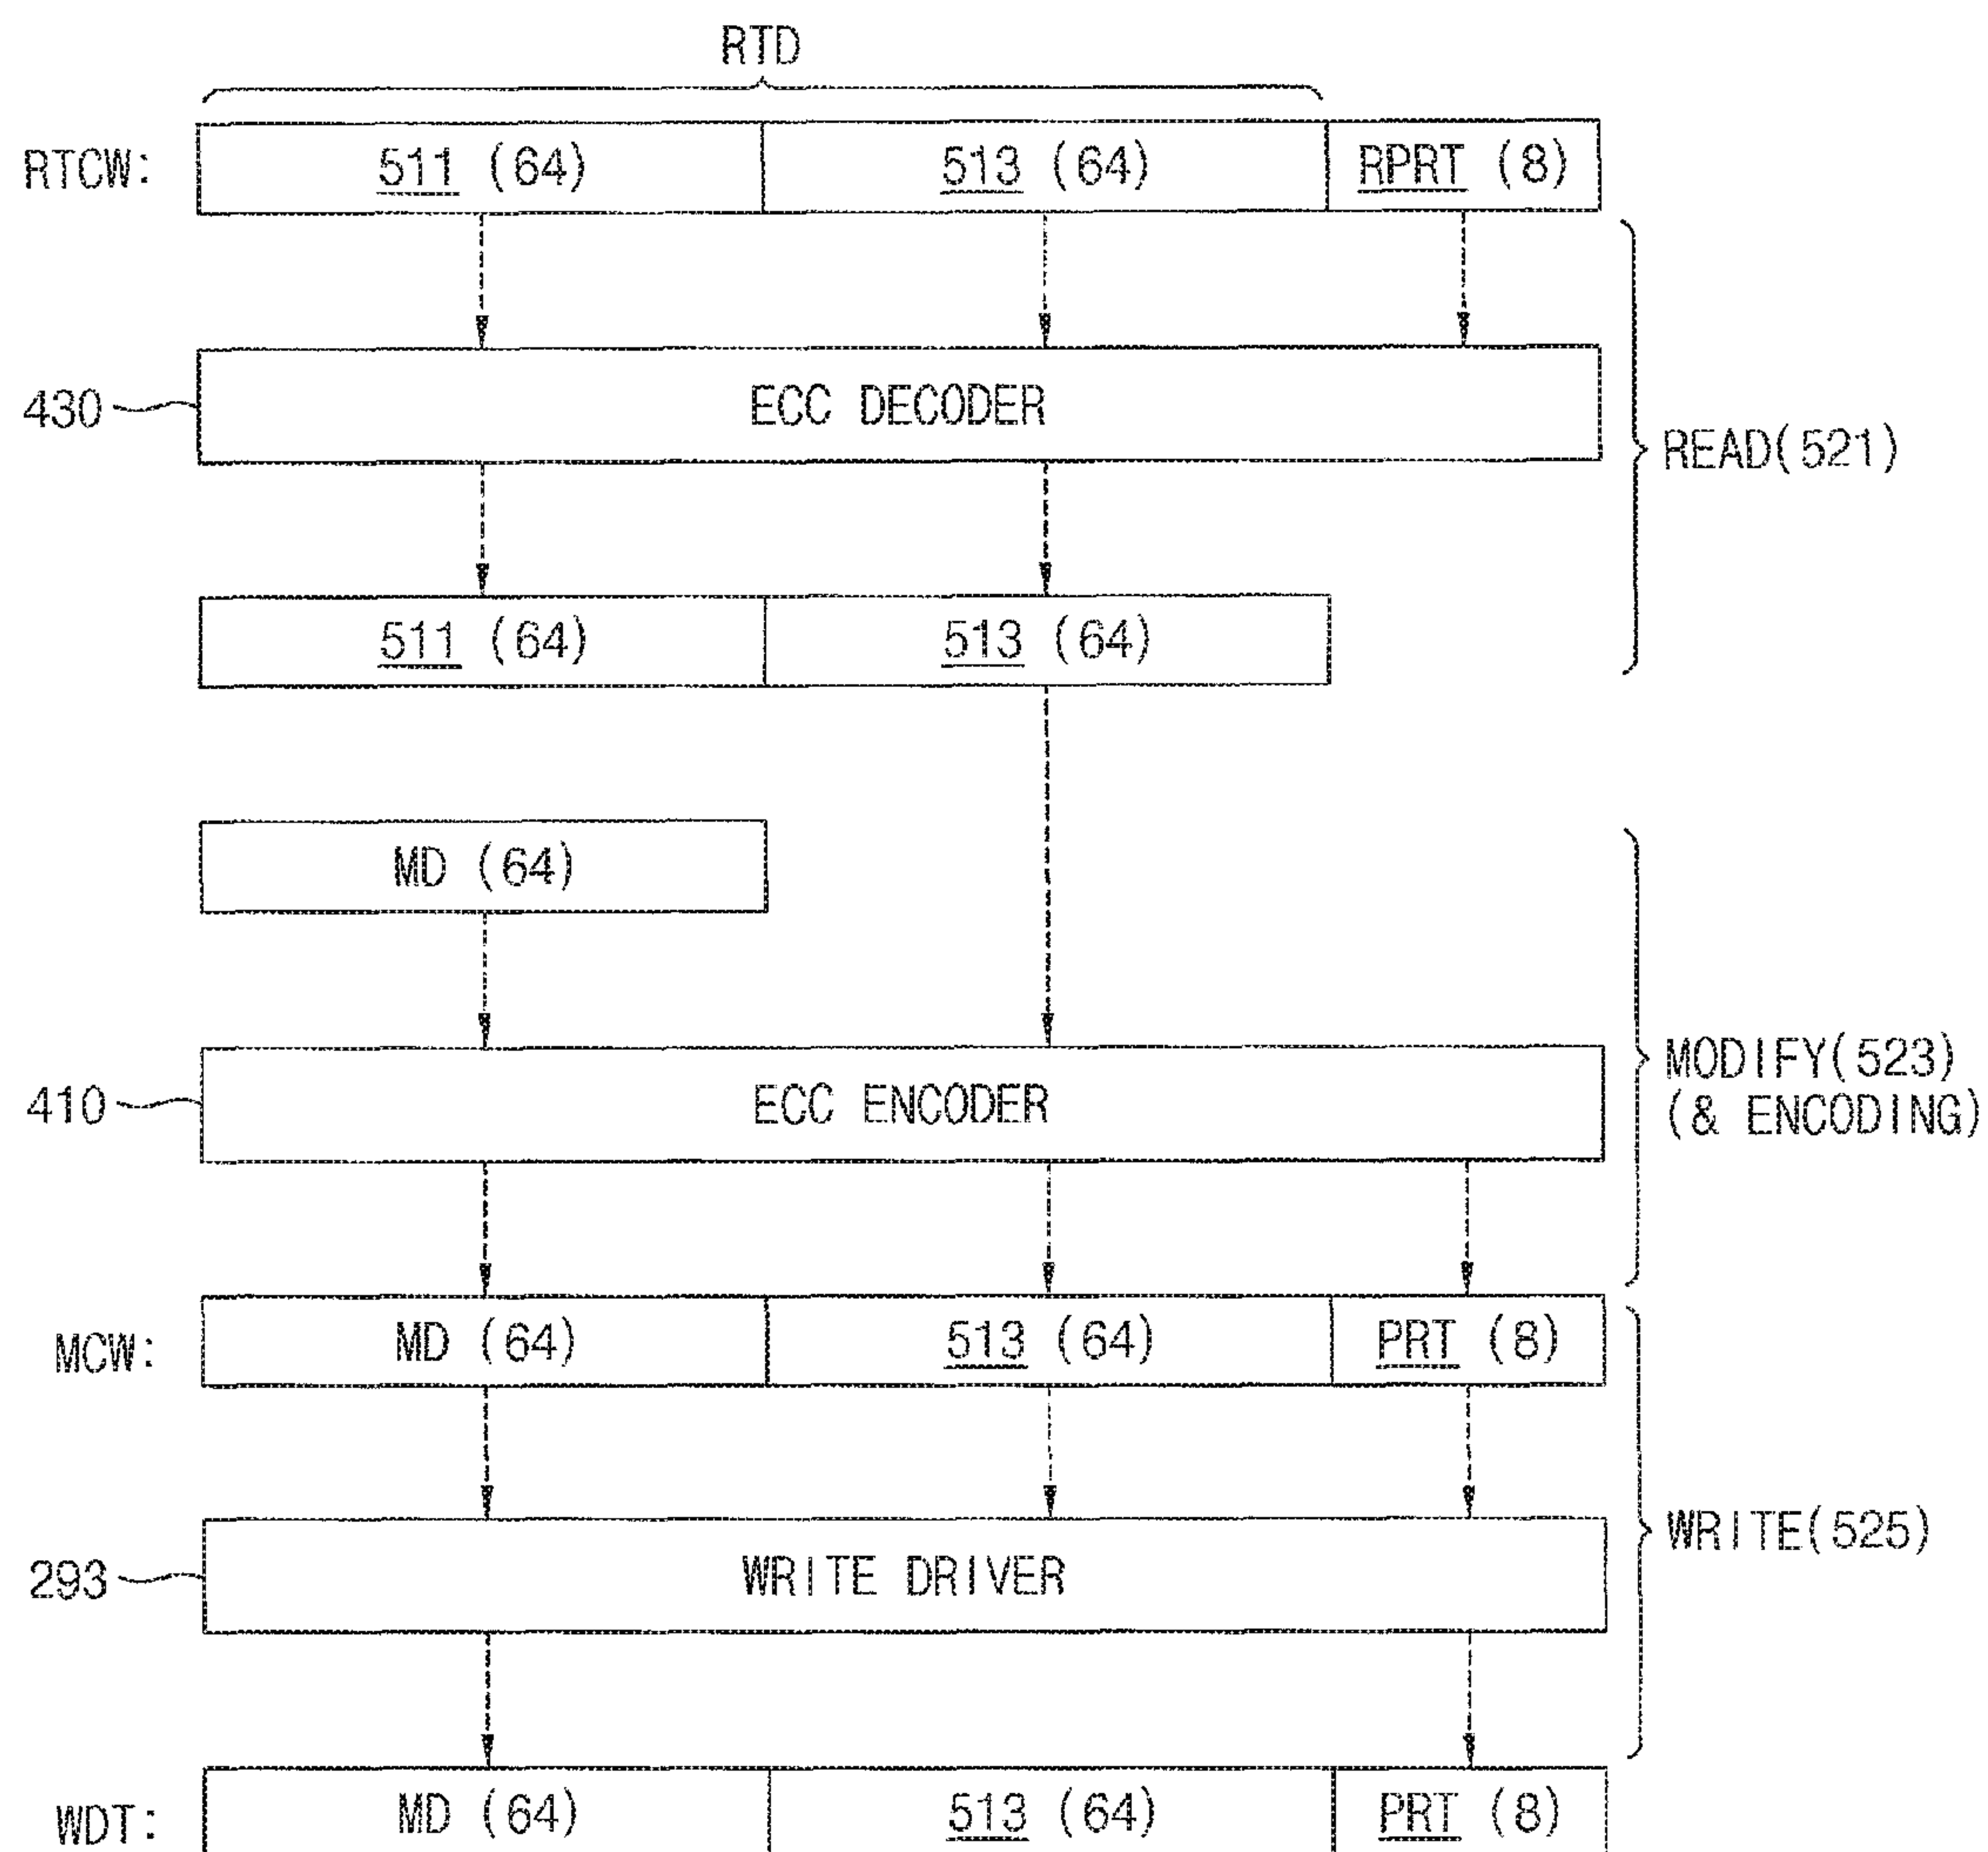 RTD
RTCW: 511 (64) 513 (64) RPRT (8)
430 ECC DECODER
READ(521)
511 (64) 513 (64)
MD (64)
410 ECC ENCODER
MODIFY(523)
(& ENCODING)
MCW: MD (64) 513 (64) PRT (8)
293 WRITE DRIVER
WRITE(525)
WDT: MD (64) 513 (64) PRT (8)